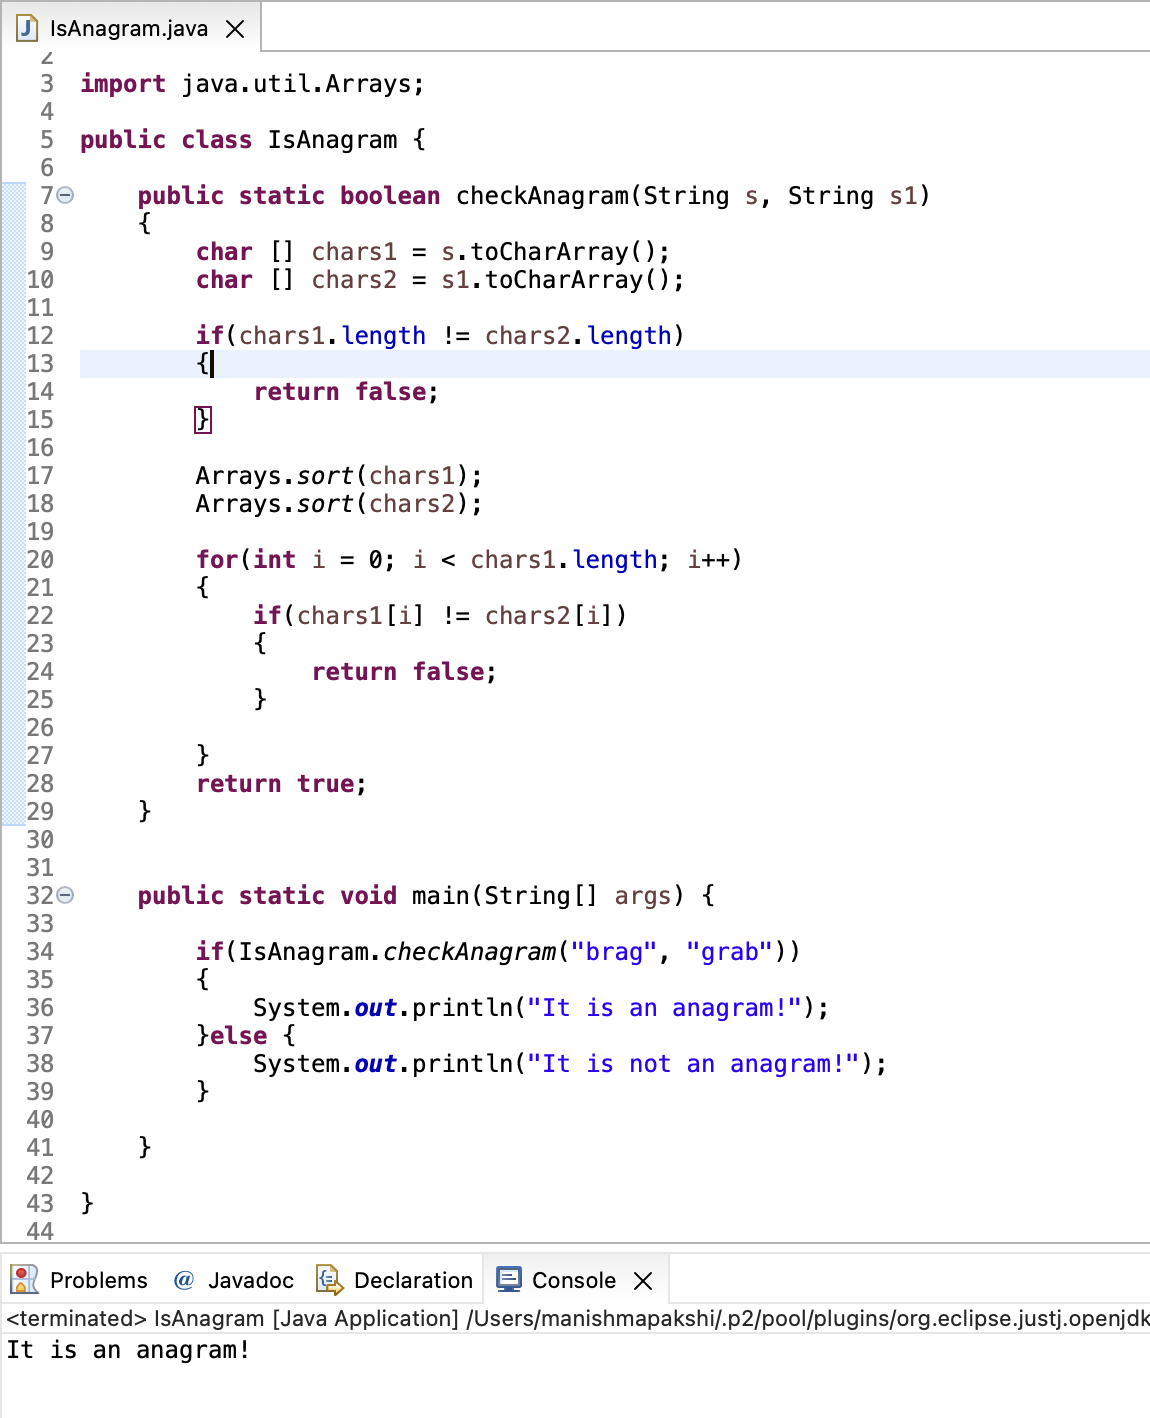 IsAnagram.java
2
3 import java.util.Arrays;
4
5 public class IsAnagram {
6
7 public static boolean checkAnagram(String s, String s1)
8 {
9 char [] chars1 = s.toCharArray();
10 char [] chars2 = s1.toCharArray();
11
12 if(chars1.length != chars2.length)
13 {
14 return false;
15 }
16
17 Arrays.sort(chars1);
18 Arrays.sort(chars2);
19
20 for(int i = 0; i < chars1.length; i++)
21 {
22 if(chars1[i] != chars2[i])
23 {
24 return false;
25 }
26
27 }
28 return true;
29 }
30
31
32 public static void main(String[] args) {
33
34 if(IsAnagram.checkAnagram("brag", "grab"))
35 {
36 System.out.println("It is an anagram!");
37 }else {
38 System.out.println("It is not an anagram!");
39 }
40
41 }
42
43 }
44
Problems @ Javadoc Declaration Console
<terminated> IsAnagram [Java Application] /Users/manishmapakshi/.p2/pool/plugins/org.eclipse.justj.openjdk
It is an anagram!